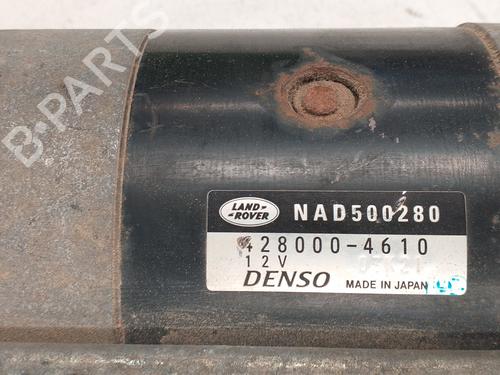 B-PARTS
LAND-
ROVER
NAD500280
428000-4610
12V
DENSO
MADE IN JAPAN